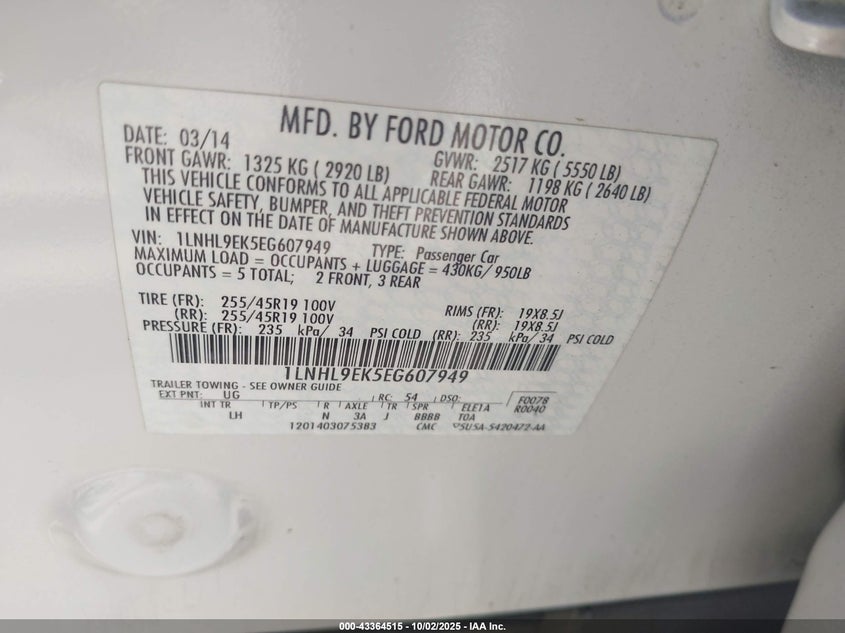 MFD. BY FORD MOTOR CO.
DATE: 03/14 GVWR: 2517 KG ( 5550 LB)
FRONT GAWR: 1325 KG ( 2920 LB) REAR GAWR: 1198 KG ( 2640 LB)
THIS VEHICLE CONFORMS TO ALL APPLICABLE FEDERAL MOTOR
VEHICLE SAFETY, BUMPER, AND THEFT PREVENTION STANDARDS
IN EFFECT ON THE DATE OF MANUFACTURE SHOWN ABOVE.
VIN: 1LNHL9EK5EG607949 TYPE: Passenger Car
MAXIMUM LOAD = OCCUPANTS + LUGGAGE = 430KG/ 950LB
OCCUPANTS = 5 TOTAL; 2 FRONT, 3 REAR
TIRE (FR): 255/45R19 100V RIMS (FR): 19X8.5J
(RR): 255/45R19 100V (RR): 19X8.5J
PRESSURE (FR): 235 kPa/ 34 PSI COLD (RR): 235 kPa/ 34 PSI COLD
1LNHL9EK5EG607949
TRAILER TOWING - SEE OWNER GUIDE
EXT PNT: UG RC: 54 DSO: F0078
INT TR TP/PS R AXLE TR SPR ELE1A R0040
LH N 3A J BBBB TOA
1201403075383 CMC SUSA-5420472-AA
000-43364515 - 10/02/2025 - IAA Inc.